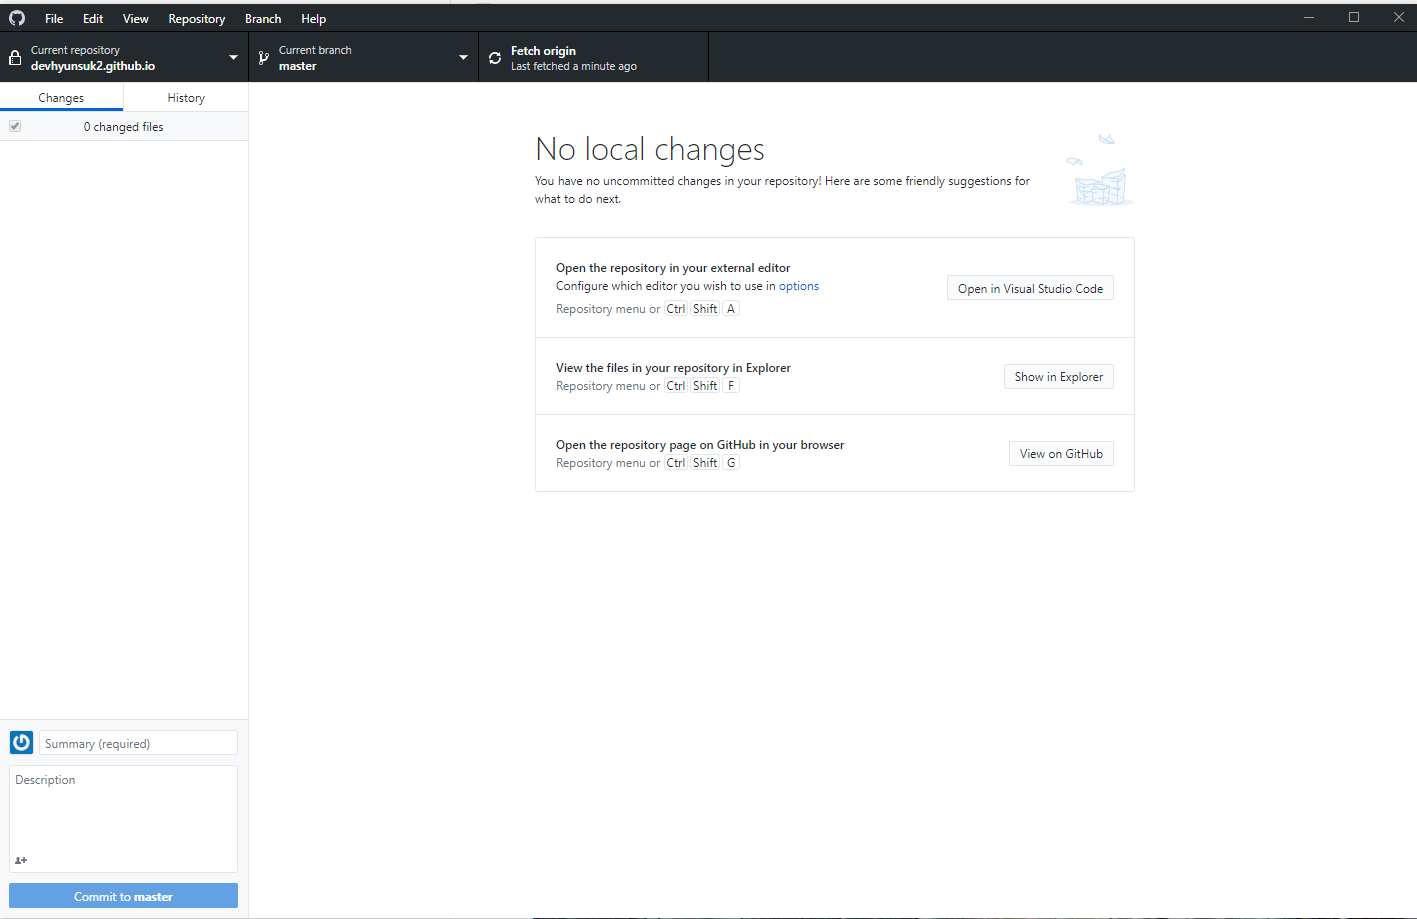 File Edit View Repository Branch Help
Current repository
devhyunsuk2.github.io
Current branch
master
Fetch origin
Last fetched a minute ago
Changes History
0 changed files
No local changes
You have no uncommitted changes in your repository! Here are some friendly suggestions for
what to do next.
Open the repository in your external editor
Configure which editor you wish to use in options
Repository menu or Ctrl Shift A
Open in Visual Studio Code
View the files in your repository in Explorer
Repository menu or Ctrl Shift F
Show in Explorer
Open the repository page on GitHub in your browser
Repository menu or Ctrl Shift G
View on GitHub
Summary (required)
Description
Commit to master